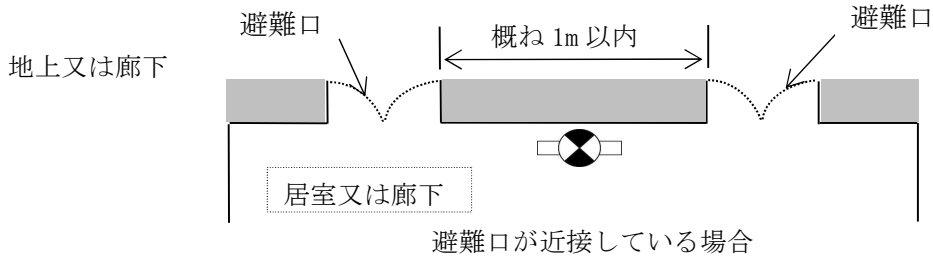 避難口
概ね 1m 以内
避難口
地上又は廊下
居室又は廊下
避難口が近接している場合